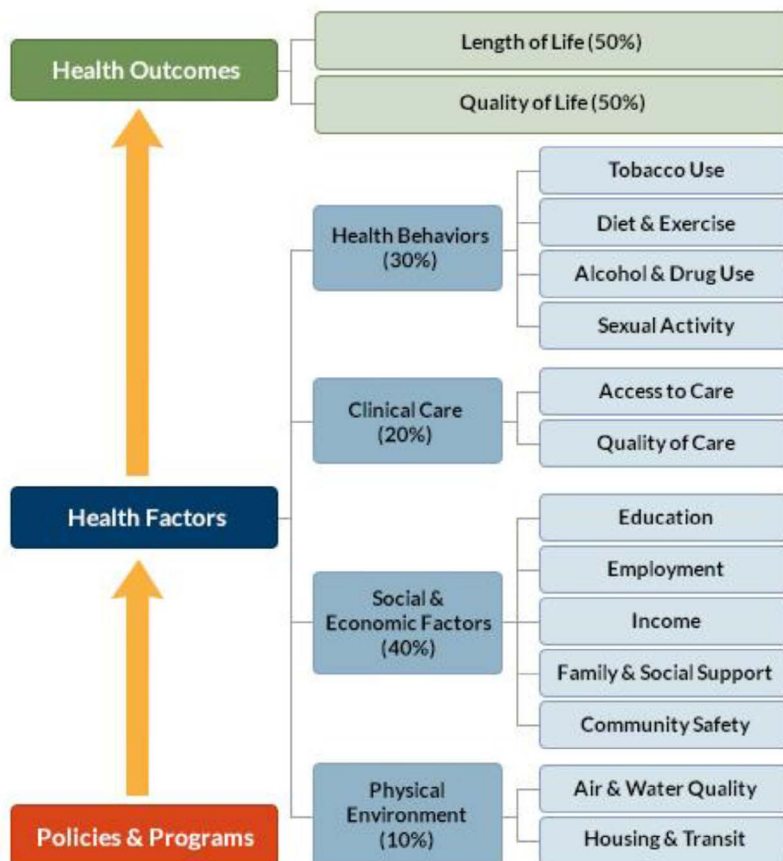 Health Outcomes
Length of Life (50%)
Quality of Life (50%)
Health Factors
Health Behaviors
(30%)
Tobacco Use
Diet & Exercise
Alcohol & Drug Use
Sexual Activity
Clinical Care
(20%)
Access to Care
Quality of Care
Social &
Economic Factors
(40%)
Education
Employment
Income
Family & Social Support
Community Safety
Physical
Environment
(10%)
Air & Water Quality
Housing & Transit
Policies & Programs